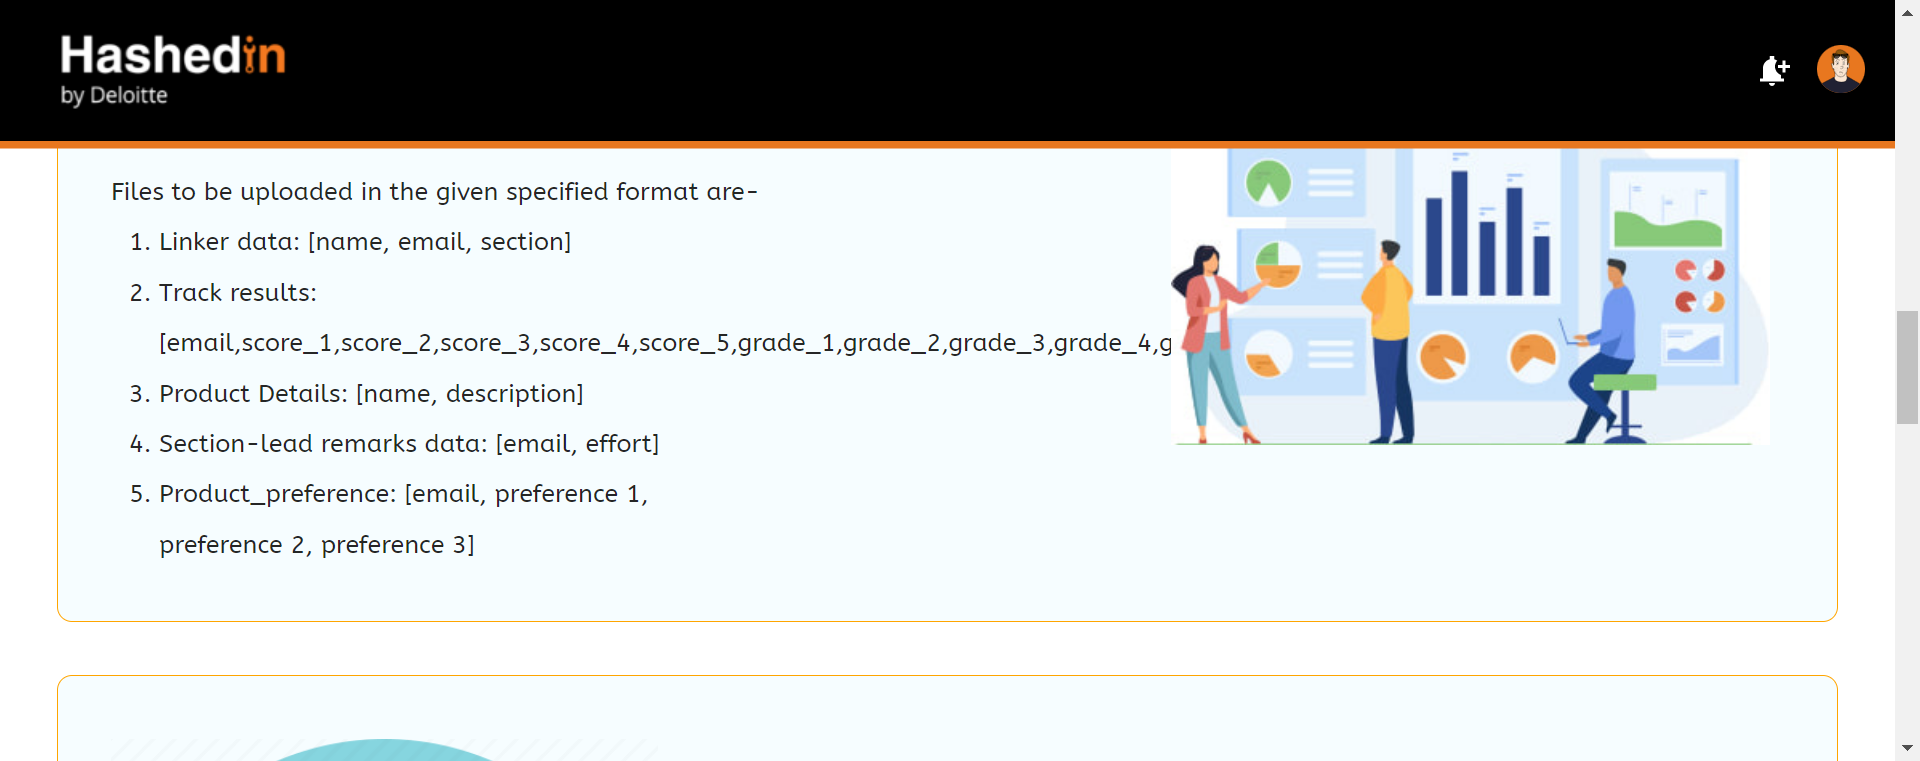 Hashedin
by Deloitte
Files to be uploaded in the given specified format are-
1. Linker data: [name, email, section]
2. Track results:
[email,score_1,score_2,score_3,score_4,score_5,grade_1,grade_2,grade_3,grade_4,g
3. Product Details: [name, description]
4. Section-lead remarks data: [email, effort]
5. Product_preference: [email, preference 1,
preference 2, preference 3]